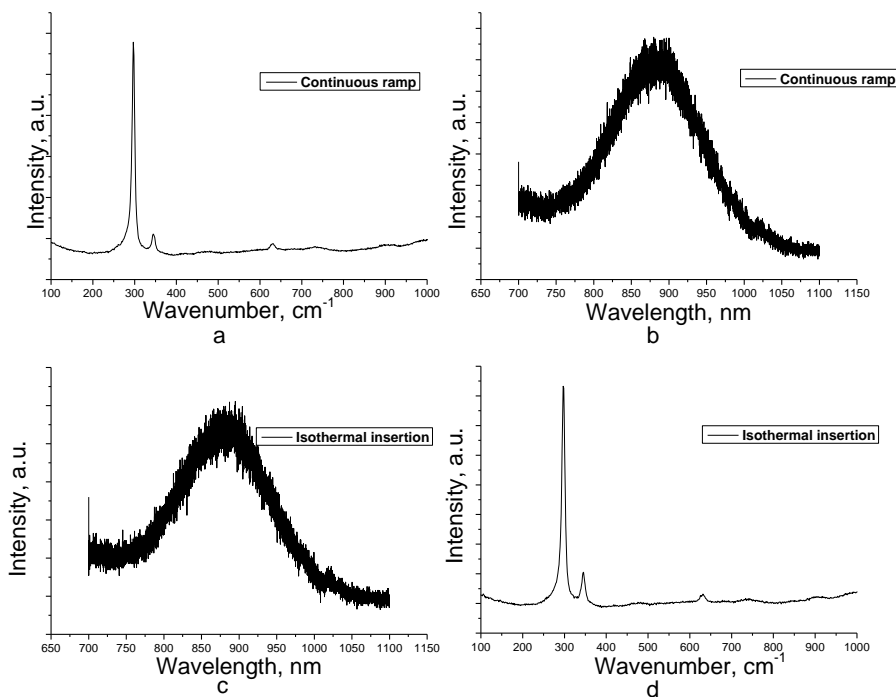 Intensity, a.u.
Continuous ramp
100 200 300 400 500 600 700 800 900 1000
Wavenumber, cm⁻¹
a
Intensity, a.u.
Continuous ramp
650 700 750 800 850 900 950 1000 1050 1100 1150
Wavelength, nm
b
Intensity, a.u.
Isothermal insertion
650 700 750 800 850 900 950 1000 1050 1100 1150
Wavelength, nm
c
Intensity, a.u.
Isothermal insertion
100 200 300 400 500 600 700 800 900 1000
Wavenumber, cm⁻¹
d